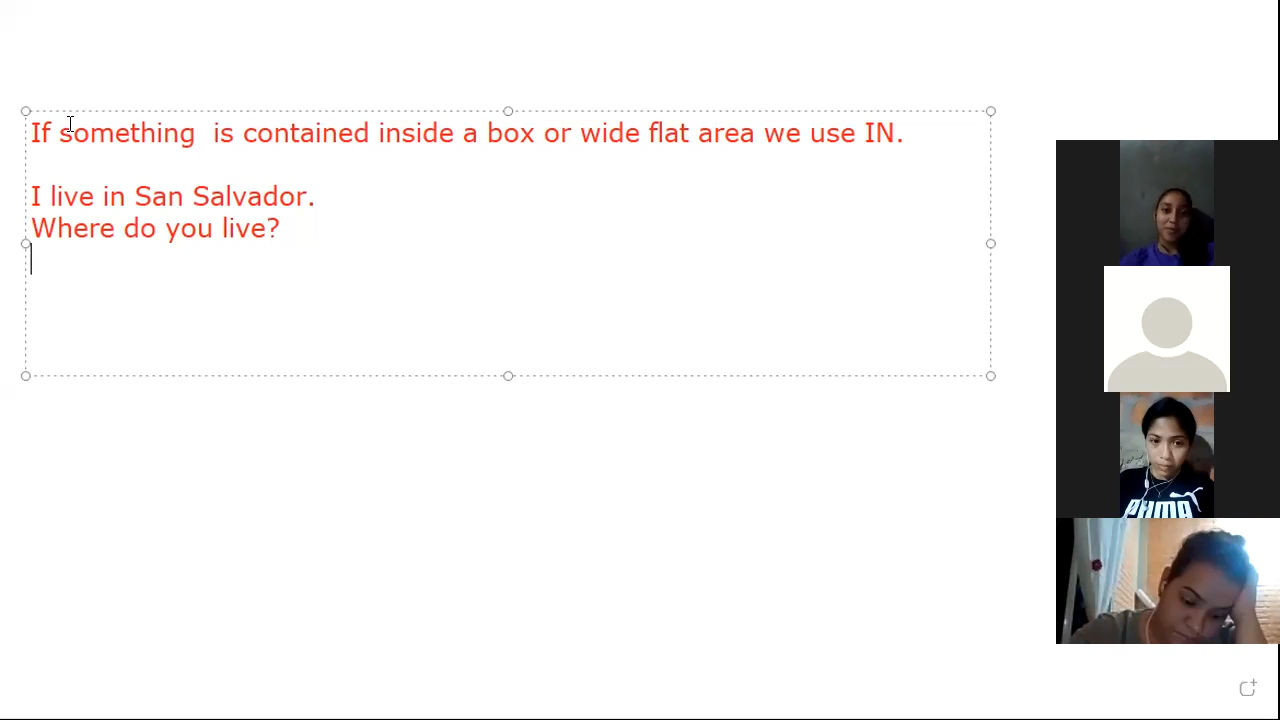 If something  is contained inside a box or wide flat area we use IN.
I live in San Salvador.
Where do you live?
PUMA